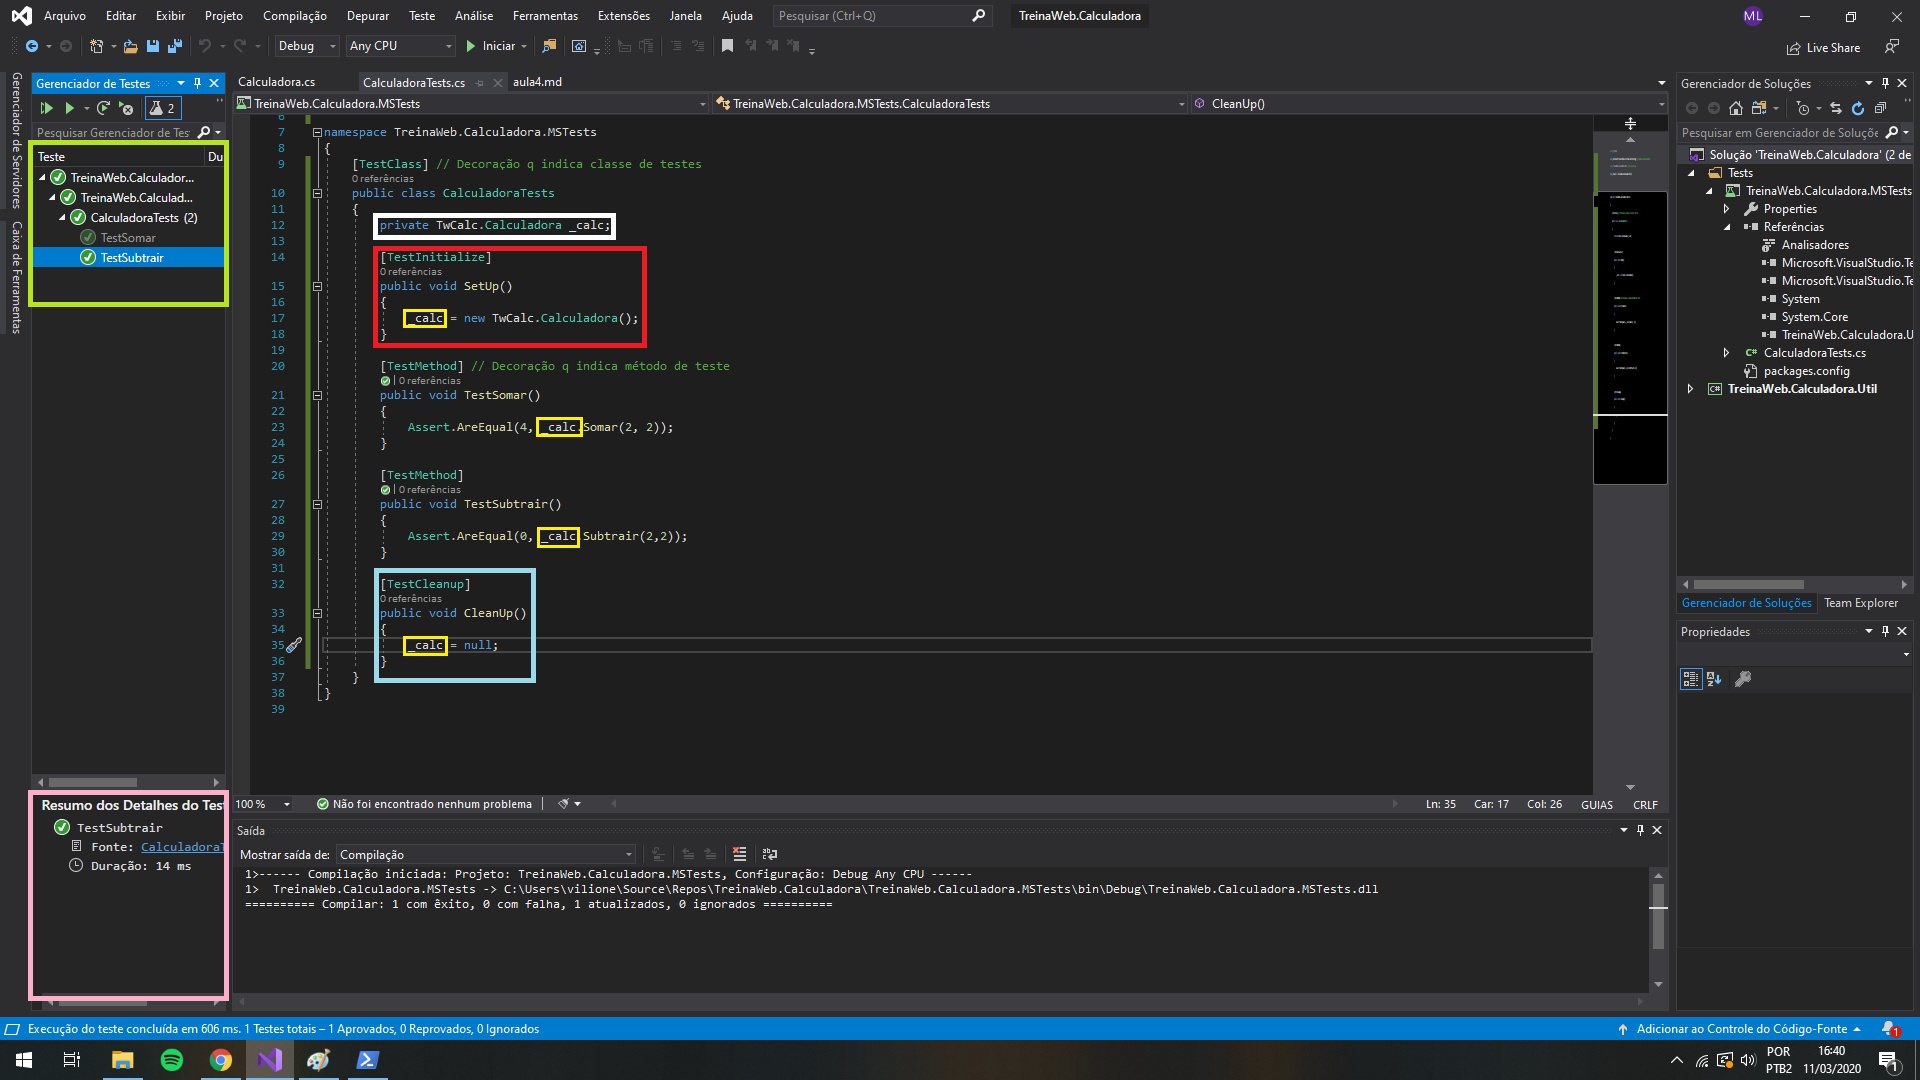 Arquivo Editar Exibir Projeto Compilação Depurar Teste Análise Ferramentas Extensões Janela Ajuda Pesquisar (Ctrl+Q) TreinaWeb.Calculadora ML
Debug Any CPU Iniciar Live Share
Gerenciador de Servidores
Caixa de Ferramentas
Gerenciador de Testes
2
Pesquisar Gerenciador de Tes
Teste Du
TreinaWeb.Calculador...
TreinaWeb.Calculad...
CalculadoraTests (2)
TestSomar
TestSubtrair
Resumo dos Detalhes do Tes
TestSubtrair
Fonte: CalculadoraT
Duração: 14 ms
Calculadora.cs CalculadoraTests.cs aula4.md
TreinaWeb.Calculadora.MSTests TreinaWeb.Calculadora.MSTests.CalculadoraTests CleanUp()
6
7 namespace TreinaWeb.Calculadora.MSTests
8 {
9 [TestClass] // Decoração q indica classe de testes
0 referências
10 public class CalculadoraTests
11 {
12 private TwCalc.Calculadora _calc;
13
14 [TestInitialize]
0 referências
15 public void SetUp()
16 {
17 _calc = new TwCalc.Calculadora();
18 }
19
20 [TestMethod] // Decoração q indica método de teste
| 0 referências
21 public void TestSomar()
22 {
23 Assert.AreEqual(4, _calc.Somar(2, 2));
24 }
25
26 [TestMethod]
| 0 referências
27 public void TestSubtrair()
28 {
29 Assert.AreEqual(0, _calc.Subtrair(2,2));
30 }
31
32 [TestCleanup]
0 referências
33 public void CleanUp()
34 {
35 _calc = null;
36 }
37 }
38 }
39
100 % Não foi encontrado nenhum problema Ln: 35 Car: 17 Col: 26 GUIAS CRLF
Saída
Mostrar saída de: Compilação
1>------ Compilação iniciada: Projeto: TreinaWeb.Calculadora.MSTests, Configuração: Debug Any CPU ------
1> TreinaWeb.Calculadora.MSTests -> C:\Users\vilione\Source\Repos\TreinaWeb.Calculadora\TreinaWeb.Calculadora.MSTests\bin\Debug\TreinaWeb.Calculadora.MSTests.dll
========== Compilar: 1 com êxito, 0 com falha, 1 atualizados, 0 ignorados ==========
Gerenciador de Soluções
Pesquisar em Gerenciador de Soluçõe
Solução 'TreinaWeb.Calculadora' (2 de
Tests
TreinaWeb.Calculadora.MSTests
Properties
Referências
Analisadores
Microsoft.VisualStudio.Te
Microsoft.VisualStudio.Te
System
System.Core
TreinaWeb.Calculadora.U
C# CalculadoraTests.cs
packages.config
C# TreinaWeb.Calculadora.Util
Gerenciador de Soluções Team Explorer
Propriedades
Execução do teste concluída em 606 ms. 1 Testes totais – 1 Aprovados, 0 Reprovados, 0 Ignorados Adicionar ao Controle do Código-Fonte 1
POR
PTB2
16:40
11/03/2020
1